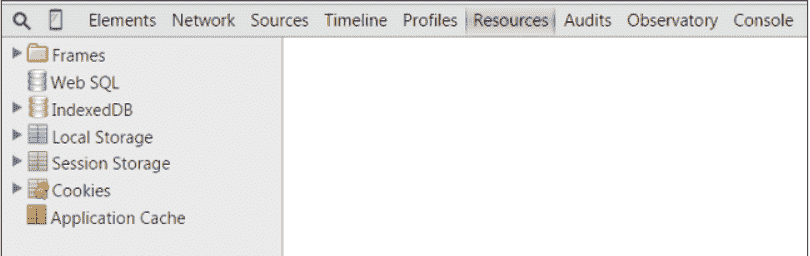 Elements Network Sources Timeline Profiles Resources Audits Observatory Console
Frames
Web SQL
IndexedDB
Local Storage
Session Storage
Cookies
Application Cache